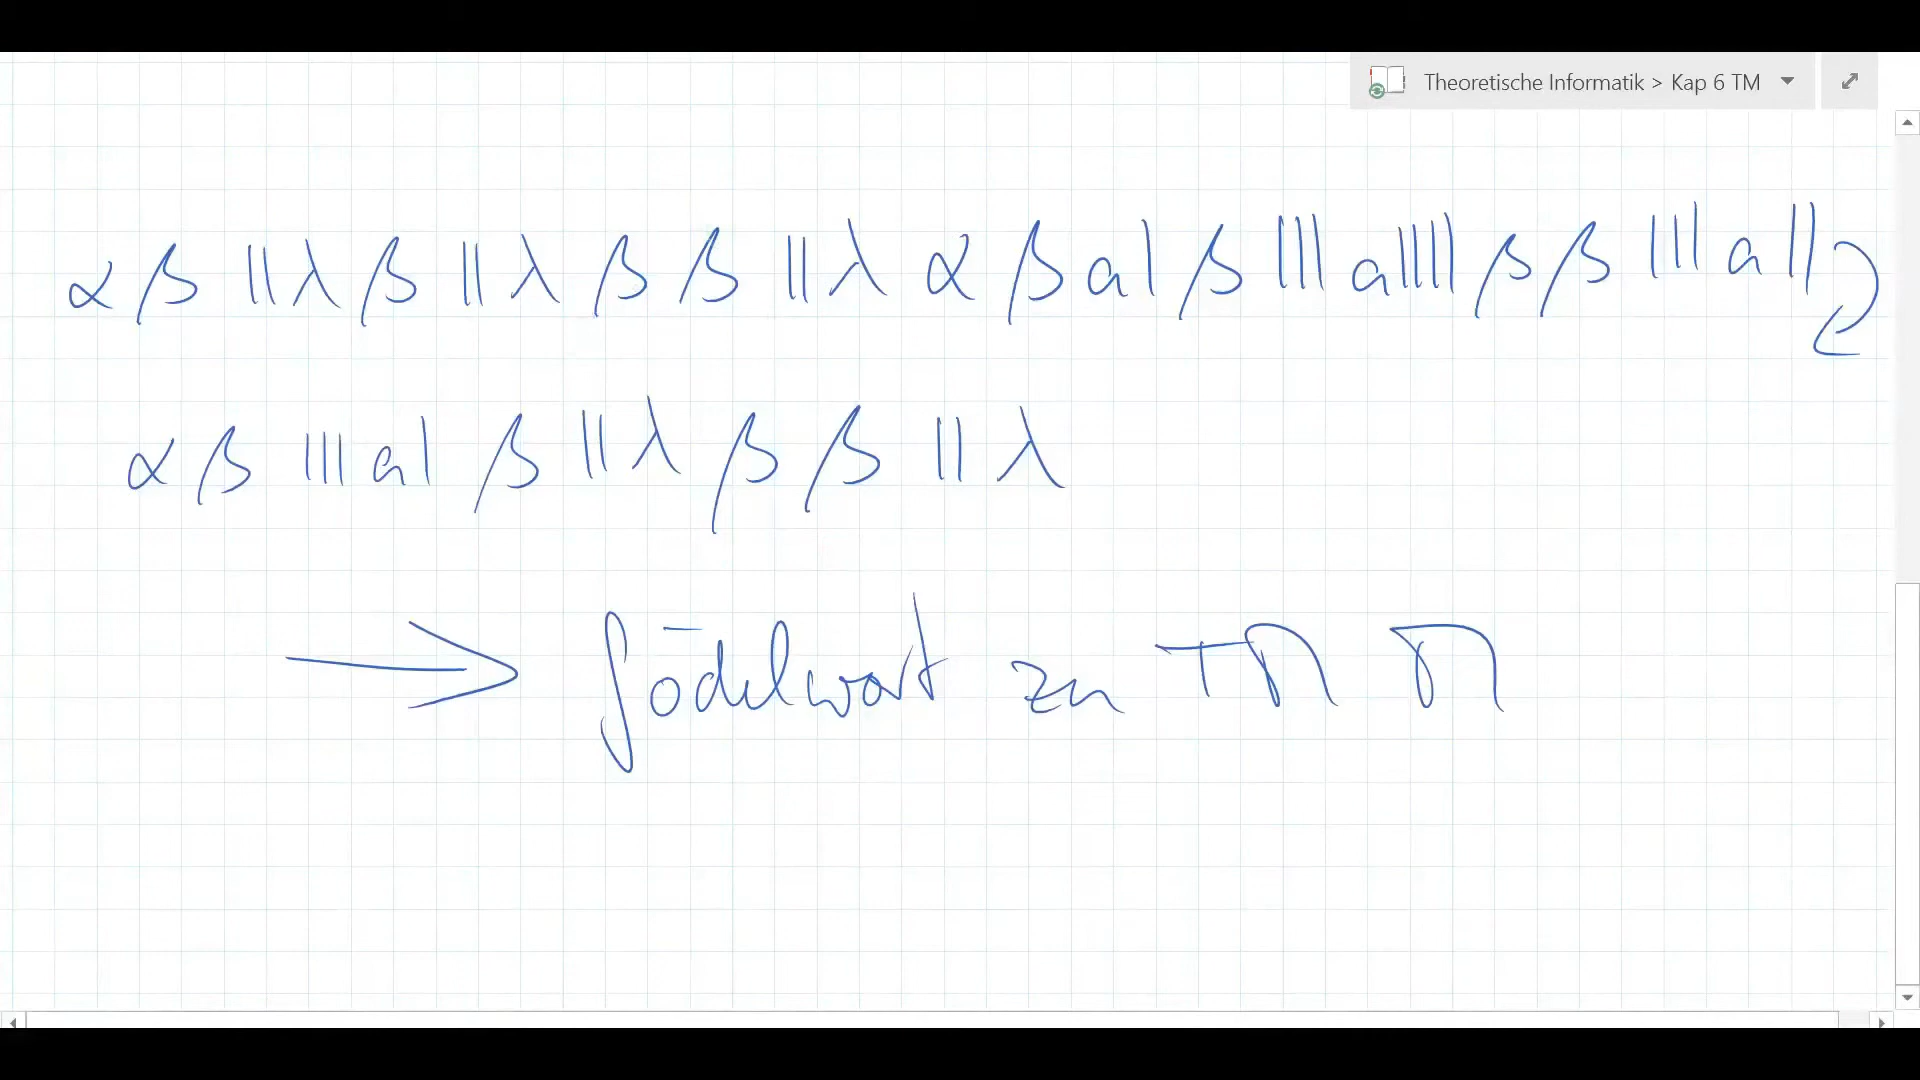 Theoretische Informatik > Kap 6 TM
α β || λ β || λ β β || λ α β a | β ||| a |||| β β ||| a ||
α β ||| a | β || λ β β || λ
→ Gödelwort zu TM M